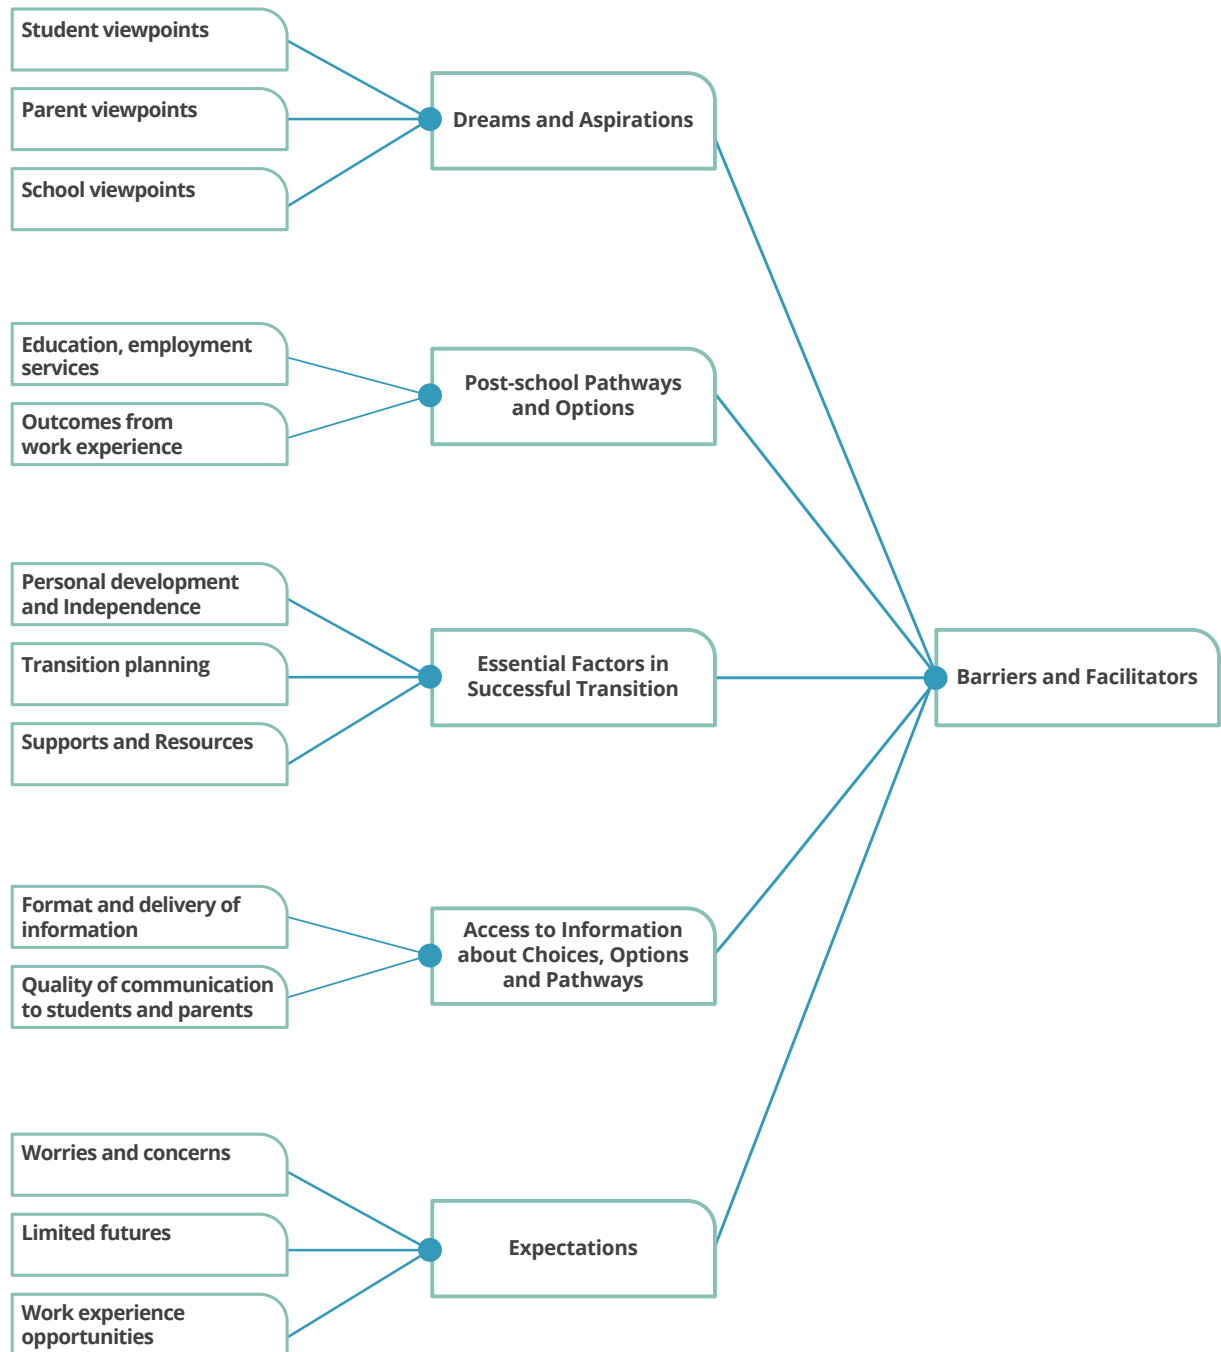 Student viewpoints
Parent viewpoints
School viewpoints
Dreams and Aspirations
Education, employment
services
Outcomes from
work experience
Post-school Pathways
and Options
Personal development
and Independence
Transition planning
Supports and Resources
Essential Factors in
Successful Transition
Barriers and Facilitators
Format and delivery of
information
Quality of communication
to students and parents
Access to Information
about Choices, Options
and Pathways
Worries and concerns
Limited futures
Work experience
opportunities
Expectations